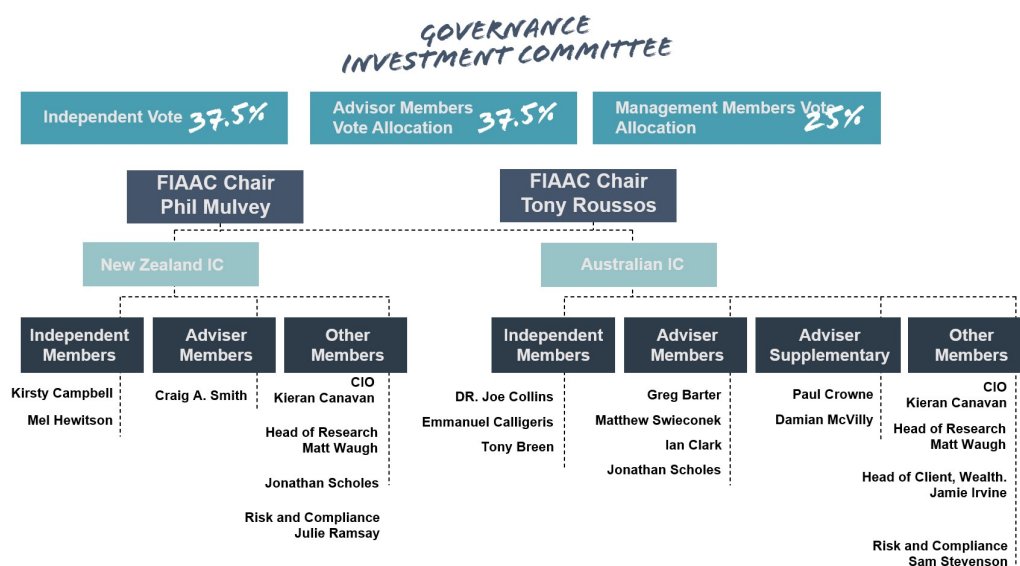 GOVERNANCE
INVESTMENT COMMITTEE
Independent Vote 37.5%
Advisor Members
Vote Allocation 37.5%
Management Members Vote
Allocation 25%
FIAAC Chair
Phil Mulvey
FIAAC Chair
Tony Roussos
New Zealand IC
Australian IC
Independent
Members
Adviser
Members
Other
Members
Independent
Members
Adviser
Members
Adviser
Supplementary
Other
Members
Kirsty Campbell
Mel Hewitson
Craig A. Smith
CIO
Kieran Canavan
Head of Research
Matt Waugh
Jonathan Scholes
Risk and Compliance
Julie Ramsay
DR. Joe Collins
Emmanuel Calligeris
Tony Breen
Greg Barter
Matthew Swieconek
Ian Clark
Jonathan Scholes
Paul Crowne
Damian McVilly
CIO
Kieran Canavan
Head of Research
Matt Waugh
Head of Client, Wealth.
Jamie Irvine
Risk and Compliance
Sam Stevenson